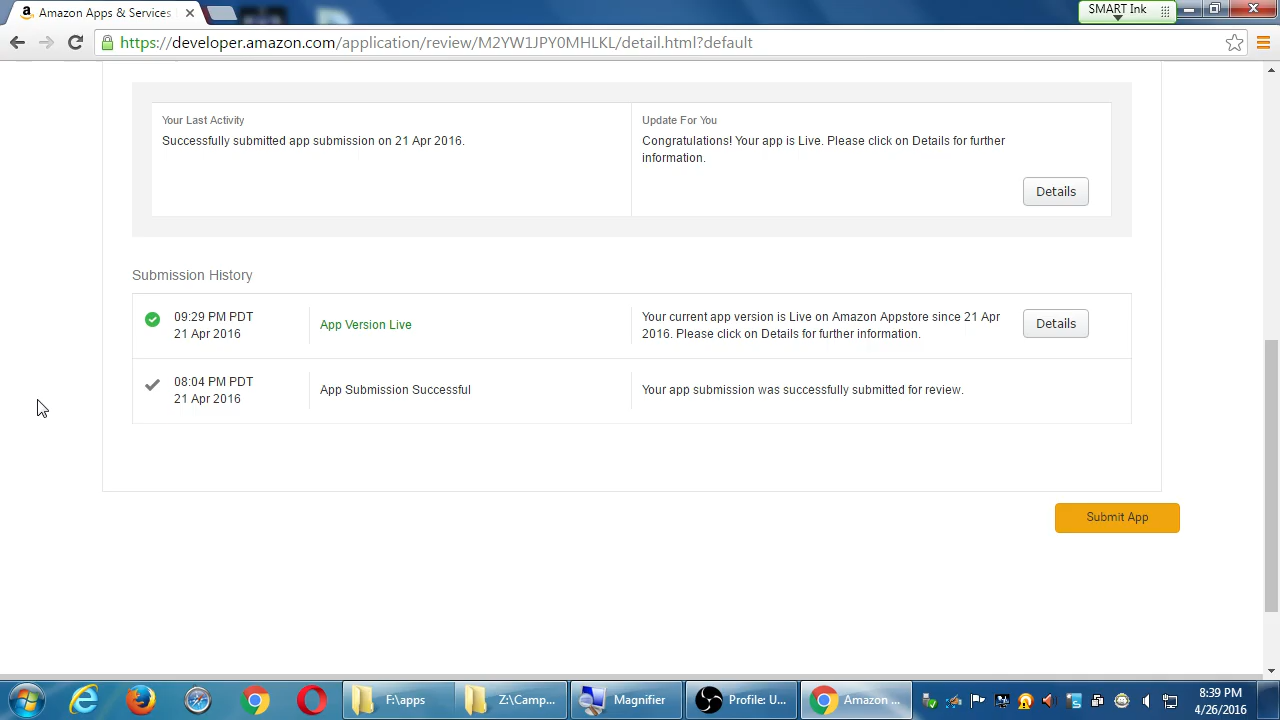 Amazon Apps & Services
SMART Ink
https://developer.amazon.com/application/review/M2YW1JPY0MHLKL/detail.html?default
Your Last Activity
Successfully submitted app submission on 21 Apr 2016.
Update For You
Congratulations! Your app is Live. Please click on Details for further
information.
Details
Submission History
09:29 PM PDT
21 Apr 2016
App Version Live
Your current app version is Live on Amazon Appstore since 21 Apr
2016. Please click on Details for further information.
Details
08:04 PM PDT
21 Apr 2016
App Submission Successful
Your app submission was successfully submitted for review.
Submit App
F:\apps
Z:\Camp...
Magnifier
Profile: U...
Amazon ...
8:39 PM
4/26/2016